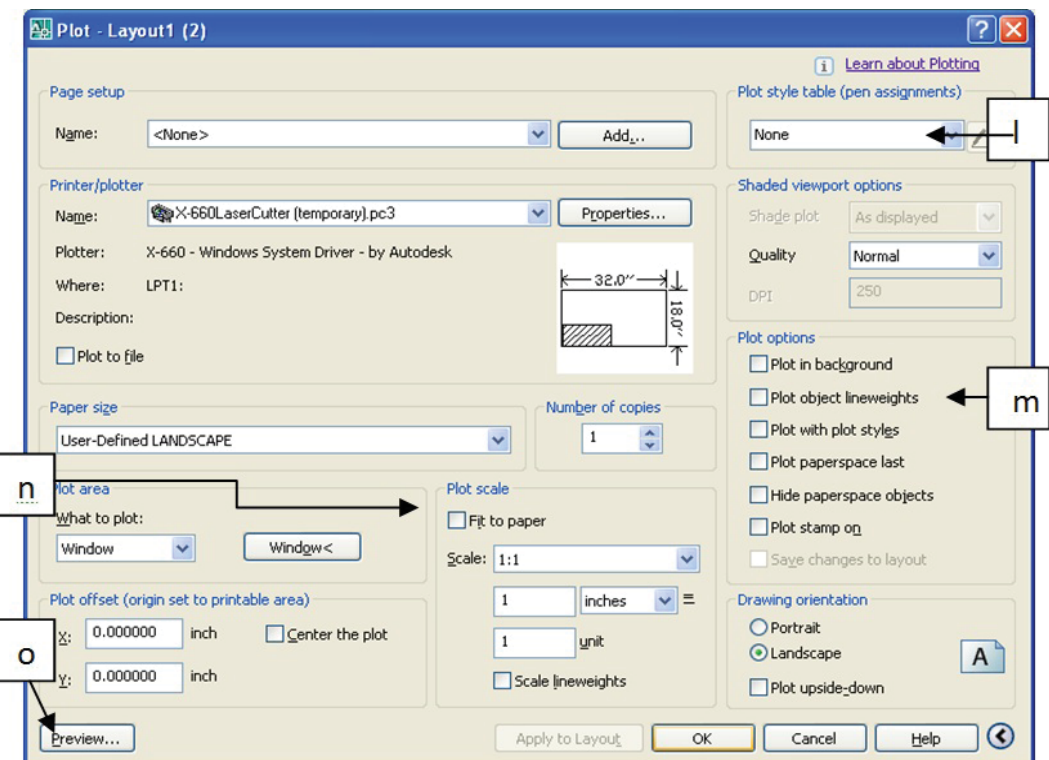 Plot - Layout1 (2)
Learn about Plotting
Page setup
Name: <None> Add...
Plot style table (pen assignments)
None
l
Printer/plotter
Name: X-660LaserCutter (temporary).pc3 Properties...
Plotter: X-660 - Windows System Driver - by Autodesk
Where: LPT1:
Description:
Plot to file
32.0''
18.0''
Shaded viewport options
Shade plot As displayed
Quality Normal
DPI 250
Paper size
User-Defined LANDSCAPE
Number of copies
1
Plot options
Plot in background
Plot object lineweights
m
Plot with plot styles
Plot paperspace last
Hide paperspace objects
Plot stamp on
Save changes to layout
n
Plot area
What to plot:
Window Window<
Plot scale
Fit to paper
Scale: 1:1
1 inches =
1 unit
Scale lineweights
Plot offset (origin set to printable area)
X: 0.000000 inch Center the plot
o
Y: 0.000000 inch
Drawing orientation
Portrait
Landscape
A
Plot upside-down
Preview... Apply to Layout OK Cancel Help